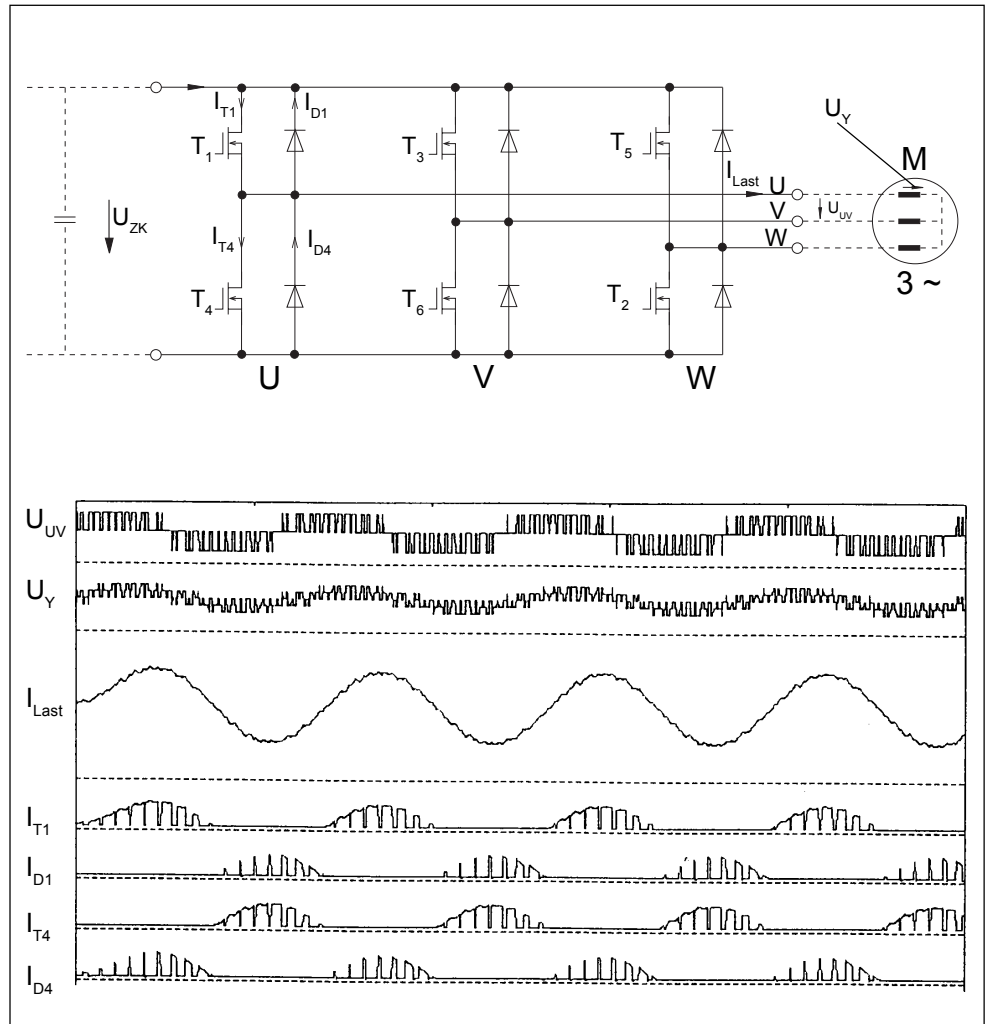 I_T1 I_D1
U_Y
T_1 T_3 T_5
M
I_Last U
U_ZK
V U_UV
I_T4 I_D4
W
T_4 T_6 T_2
3 ~
U V W
U_UV
U_Y
I_Last
I_T1
I_D1
I_T4
I_D4